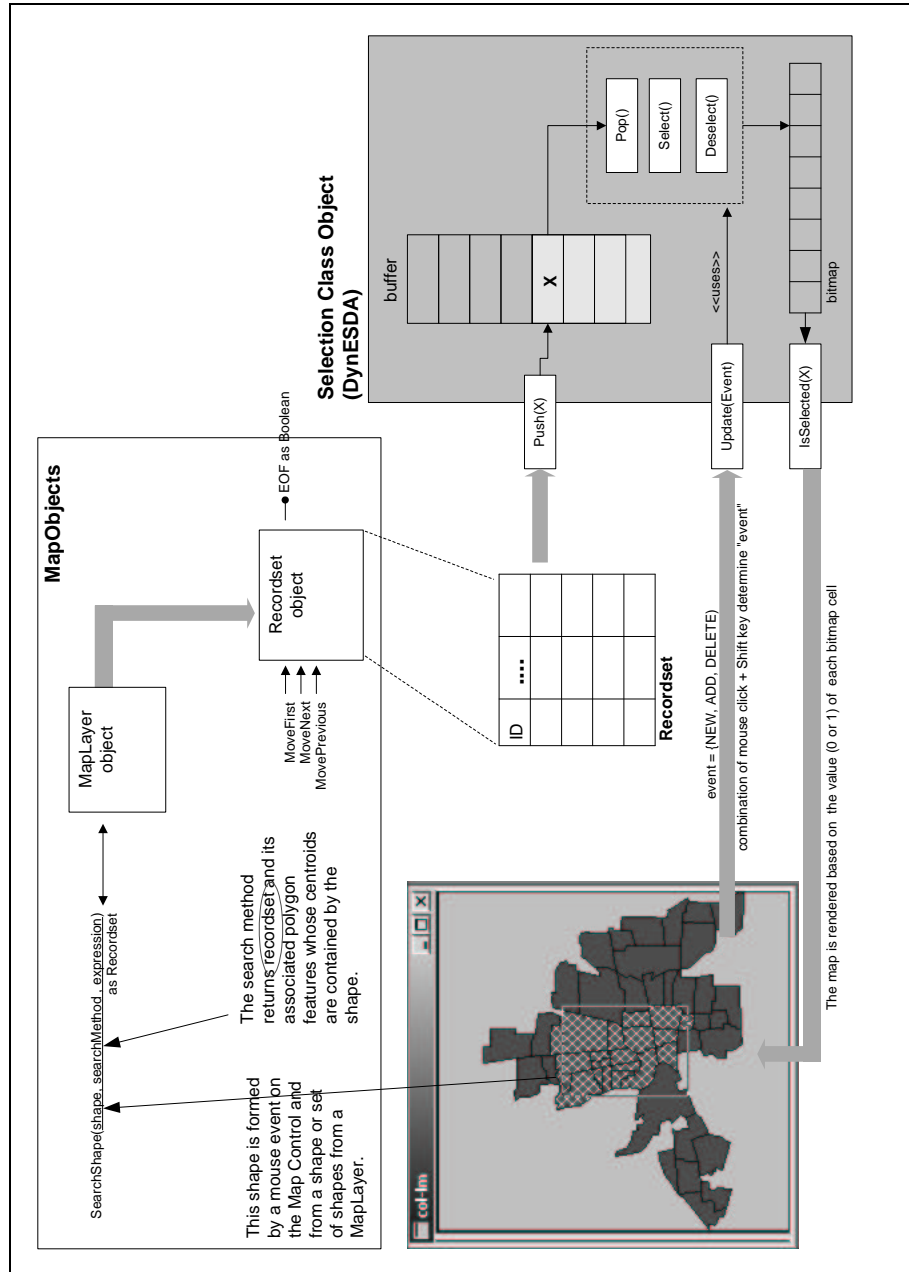 MapObjects
SearchShape(shape, searchMethod, expression)
as Recordset
MapLayer
object
This shape is formed
by a mouse event on
the Map Control and
from a shape or set
of shapes from a
MapLayer.
The search method
returns recordset and its
associated polygon
features whose centroids
are contained by the
shape.
MoveFirst
MoveNext
MovePrevious
Recordset
object
EOF as Boolean
Selection Class Object
(DynESDA)
buffer
X
Push(X)
Pop()
Select()
Deselect()
<<uses>>
Update(Event)
IsSelected(X)
bitmap
ID
....
Recordset
col-lm
event = {NEW, ADD, DELETE}
combination of mouse click + Shift key determine "event"
The map is rendered based on the value (0 or 1) of each bitmap cell